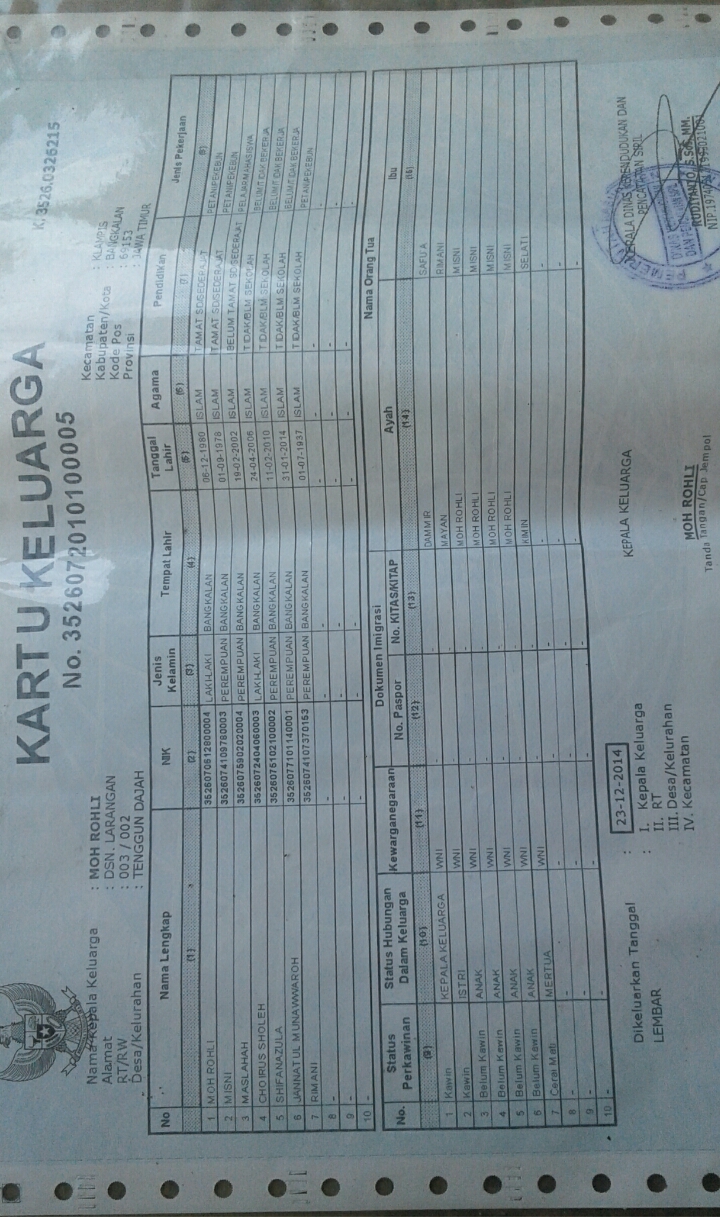 KARTU KELUARGA
No. 3526072010100005
K. 3526.0326215
Nama Kepala Keluarga : MOH ROHLI
Alamat : DSN. LARANGAN
RT/RW : 003 / 002
Desa/Kelurahan : TENGGUN DAJAH
Kecamatan : KLAMPIS
Kabupaten/Kota : BANGKALAN
Kode Pos : 69153
Provinsi : JAWA TIMUR
No Nama Lengkap NIK Jenis Kelamin Tempat Lahir Tanggal Lahir Agama Pendidikan Jenis Pekerjaan
(1) (2) (3) (4) (5) (6) (7) (8)
1 MOH ROHLI 3526070612800004 LAKI-LAKI BANGKALAN 06-12-1980 ISLAM TAMAT SD/SEDERAJAT PETANI/PEKEBUN
2 MISNI 3526074109780003 PEREMPUAN BANGKALAN 01-09-1978 ISLAM TAMAT SD/SEDERAJAT PETANI/PEKEBUN
3 MASLAHAH 3526075902020004 PEREMPUAN BANGKALAN 19-02-2002 ISLAM BELUM TAMAT SD/SEDERAJAT PELAJAR/MAHASISWA
4 CHOIRUS SHOLEH 3526072404060003 LAKI-LAKI BANGKALAN 24-04-2006 ISLAM TIDAK/BLM SEKOLAH BELUM/TIDAK BEKERJA
5 SHIFANAZULA 3526075102100002 PEREMPUAN BANGKALAN 11-02-2010 ISLAM TIDAK/BLM SEKOLAH BELUM/TIDAK BEKERJA
6 JANNATUL MUNAWWAROH 3526077101140001 PEREMPUAN BANGKALAN 31-01-2014 ISLAM TIDAK/BLM SEKOLAH BELUM/TIDAK BEKERJA
7 RIMANI 3526074107370153 PEREMPUAN BANGKALAN 01-07-1937 ISLAM TIDAK/BLM SEKOLAH PETANI/PEKEBUN
8 - - - - - - - -
9 - - - - - - - -
10 - - - - - - - -
No. Status Perkawinan Status Hubungan Dalam Keluarga Kewarganegaraan Dokumen Imigrasi Nama Orang Tua
No. Paspor No. KITAS/KITAP Ayah Ibu
(9) (10) (11) (12) (13) (14) (15)
1 Kawin KEPALA KELUARGA WNI - - DAMMIR SAFUA
2 Kawin ISTRI WNI - - MAYAN RIMANI
3 Belum Kawin ANAK WNI - - MOH ROHLI MISNI
4 Belum Kawin ANAK WNI - - MOH ROHLI MISNI
5 Belum Kawin ANAK WNI - - MOH ROHLI MISNI
6 Belum Kawin ANAK WNI - - MOH ROHLI MISNI
7 Cerai Mati MERTUA WNI - - KIMIN SELATI
8 - - - - - - -
9 - - - - - - -
10 - - - - - - -
Dikeluarkan Tanggal : 23-12-2014
LEMBAR : I. Kepala Keluarga
II. RT
III. Desa/Kelurahan
IV. Kecamatan
KEPALA KELUARGA
MOH ROHLI
Tanda Tangan/Cap Jempol
KEPALA DINAS KEPENDUDUKAN DAN
PENCATATAN SIPIL
RUDIYANTO, S.Sos, MM.